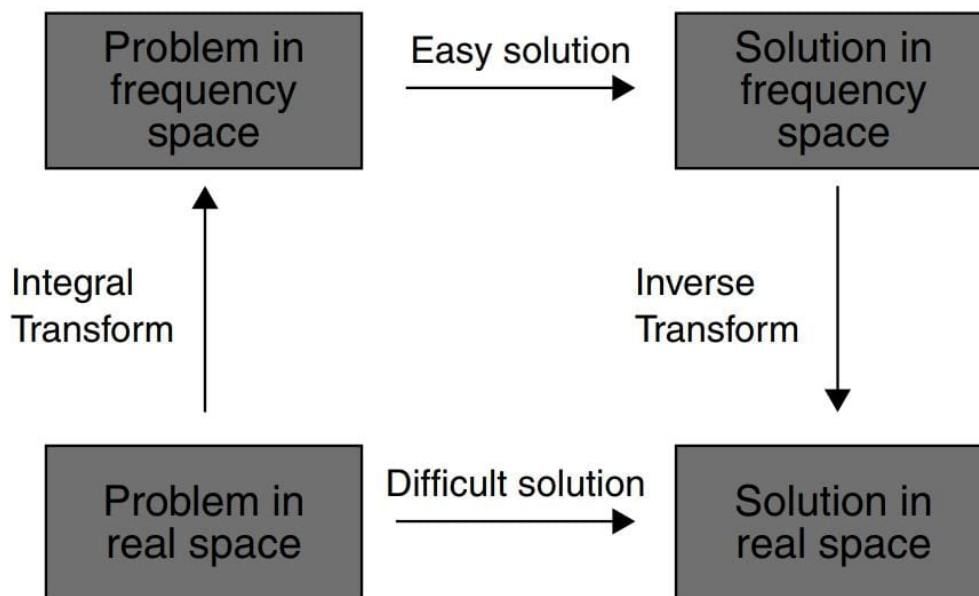 Problem in
frequency
space
Easy solution
Solution in
frequency
space
Integral
Transform
Inverse
Transform
Problem in
real space
Difficult solution
Solution in
real space